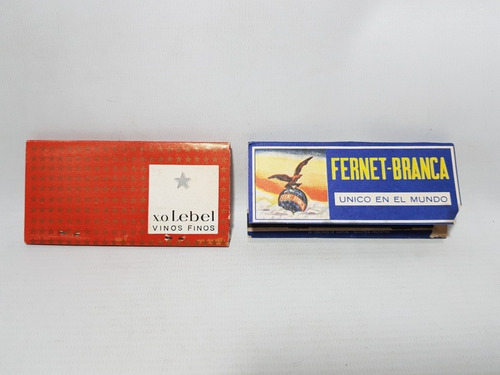 xo Lebel
VINOS FINOS
FERNET-BRANCA
UNICO EN EL MUNDO